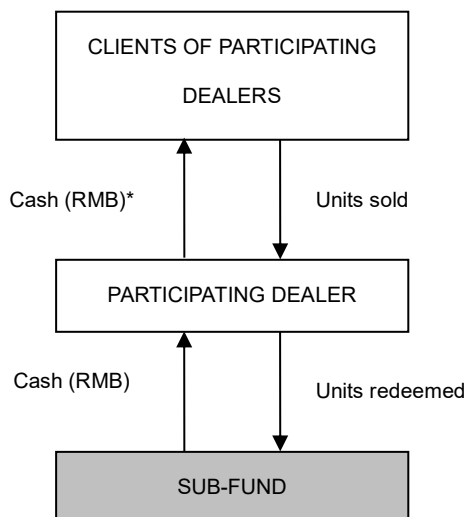 CLIENTS OF PARTICIPATING
DEALERS
Cash (RMB)*
Units sold
PARTICIPATING DEALER
Cash (RMB)
Units redeemed
SUB-FUND